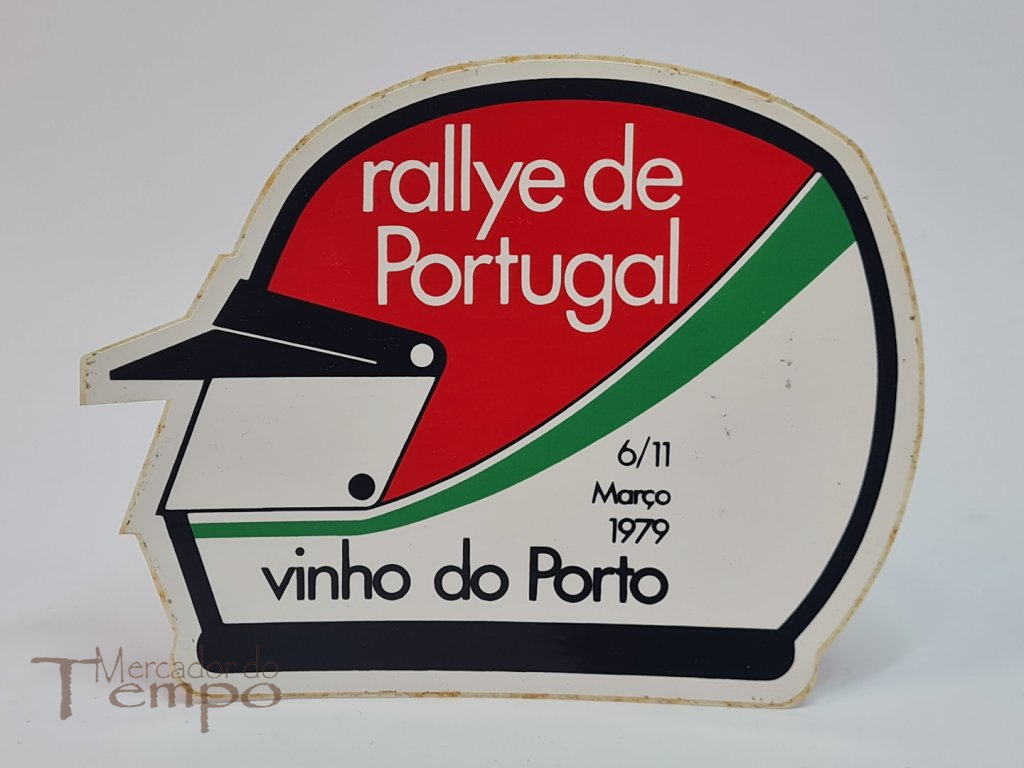 rallye de
Portugal
6/11
Março
1979
vinho do Porto
Mercador do
Tempo